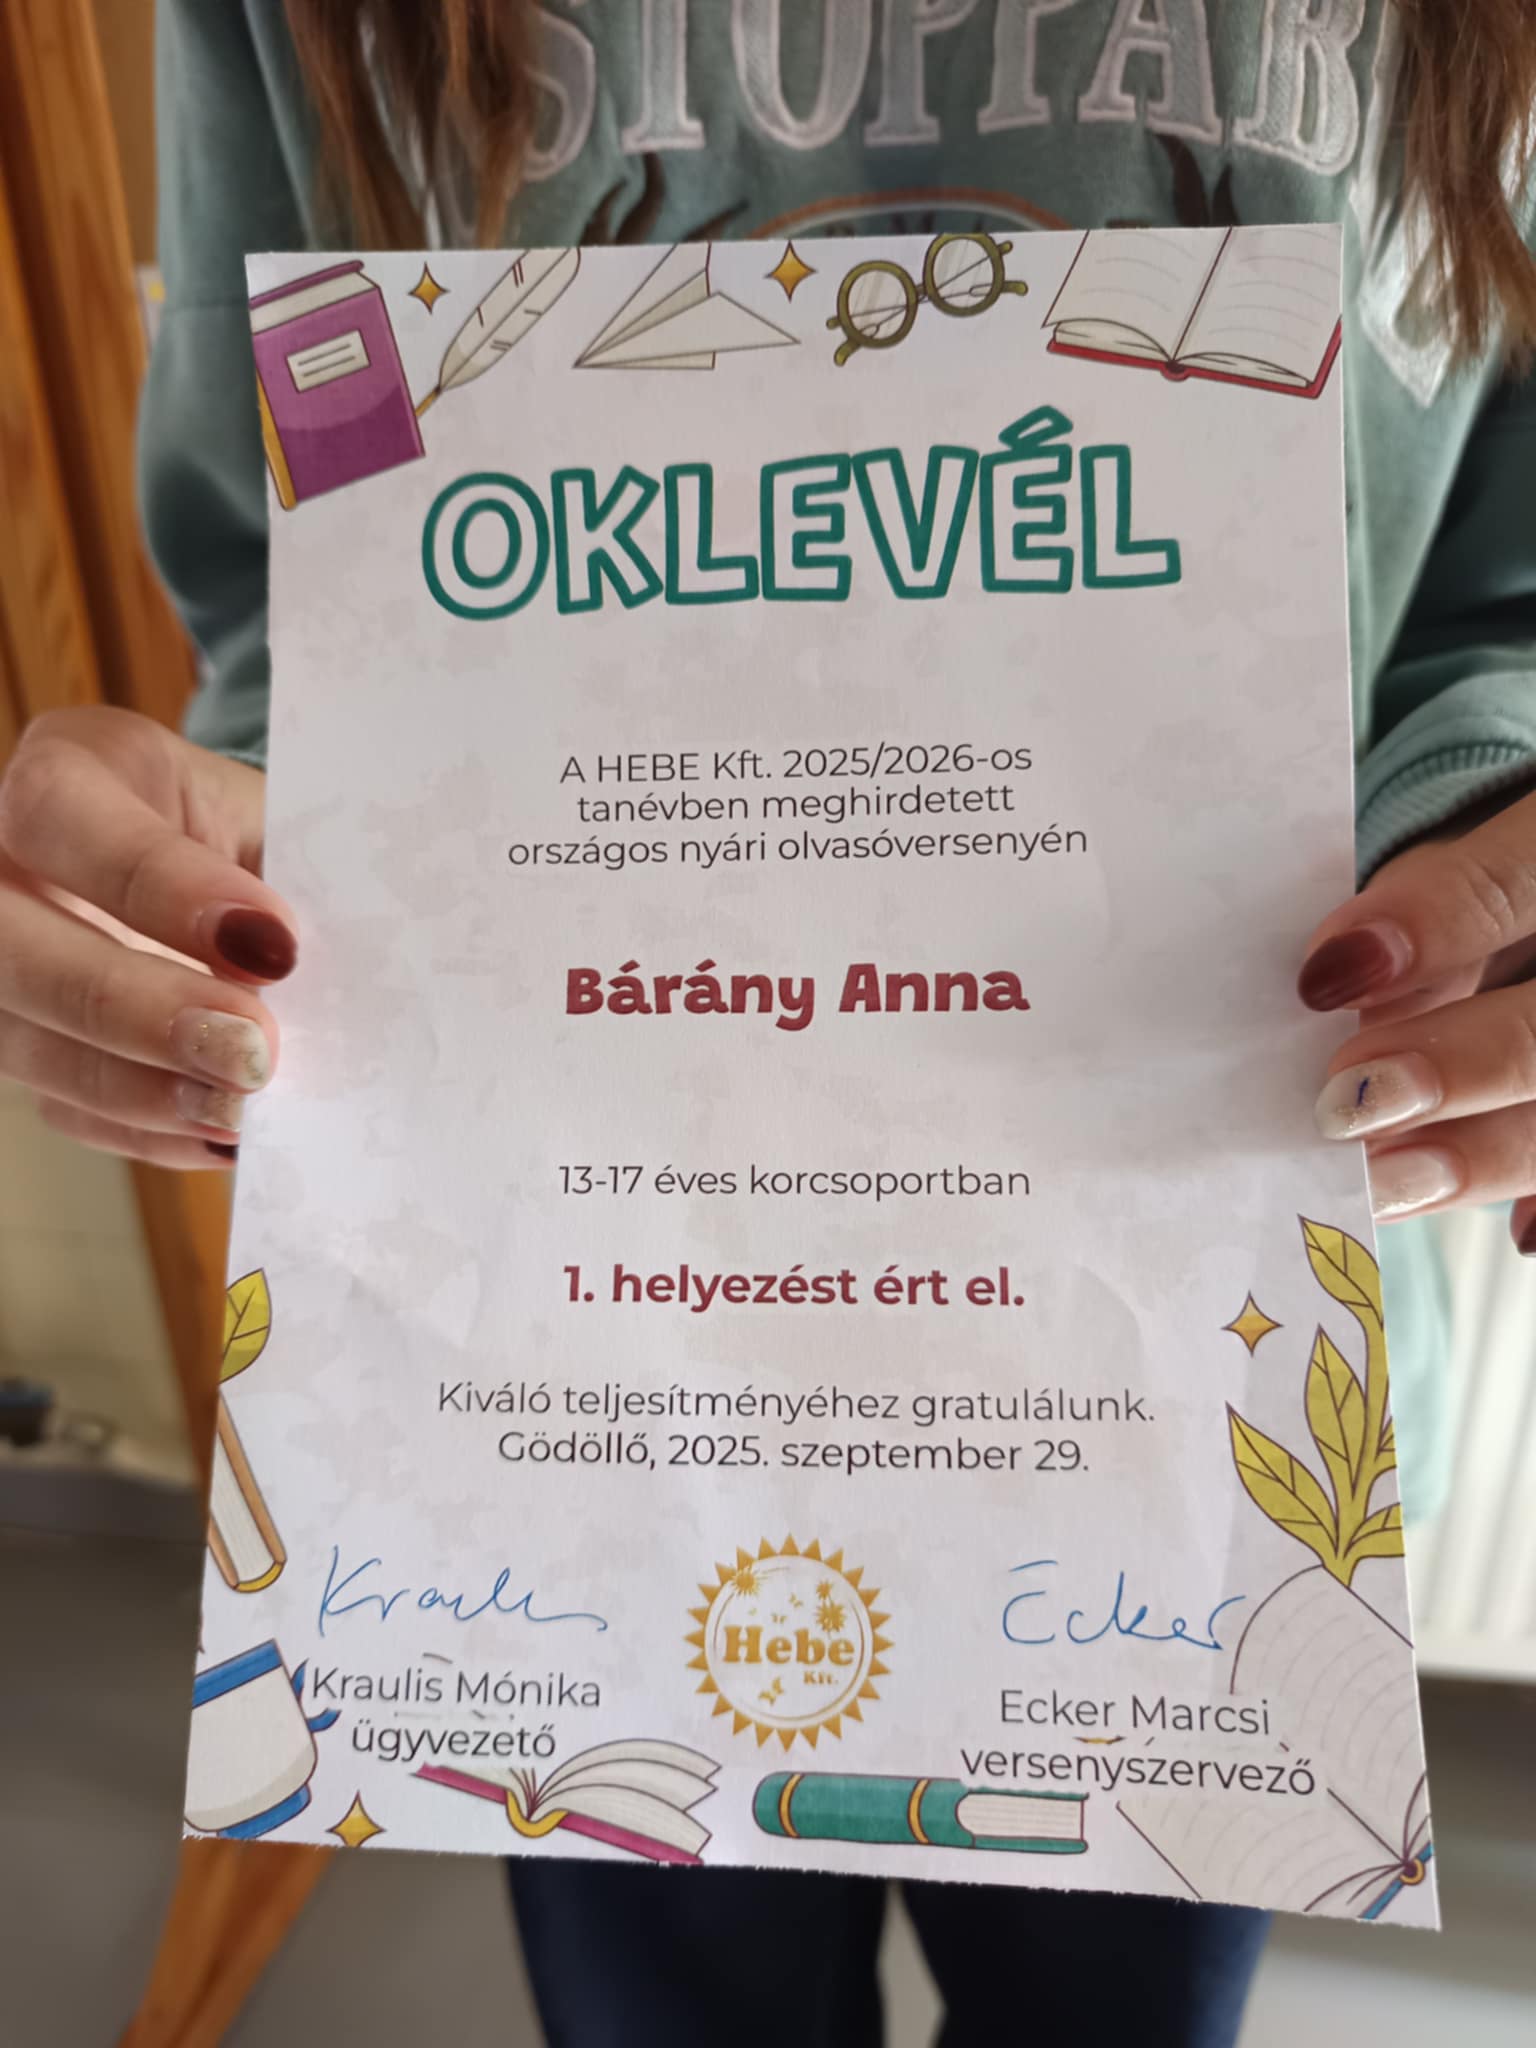 STOPPAB
OKLEVÉL
A HEBE Kft. 2025/2026-os
tanévben meghirdetett
országos nyári olvasóversenyén
Bárány Anna
13-17 éves korcsoportban
1. helyezést ért el.
Kiváló teljesítményéhez gratulálunk.
Gödöllő, 2025. szeptember 29.
Kraulis
Kraulis Mónika
ügyvezető
Hebe
Kft.
Ecker
Ecker Marcsi
versenyszervező